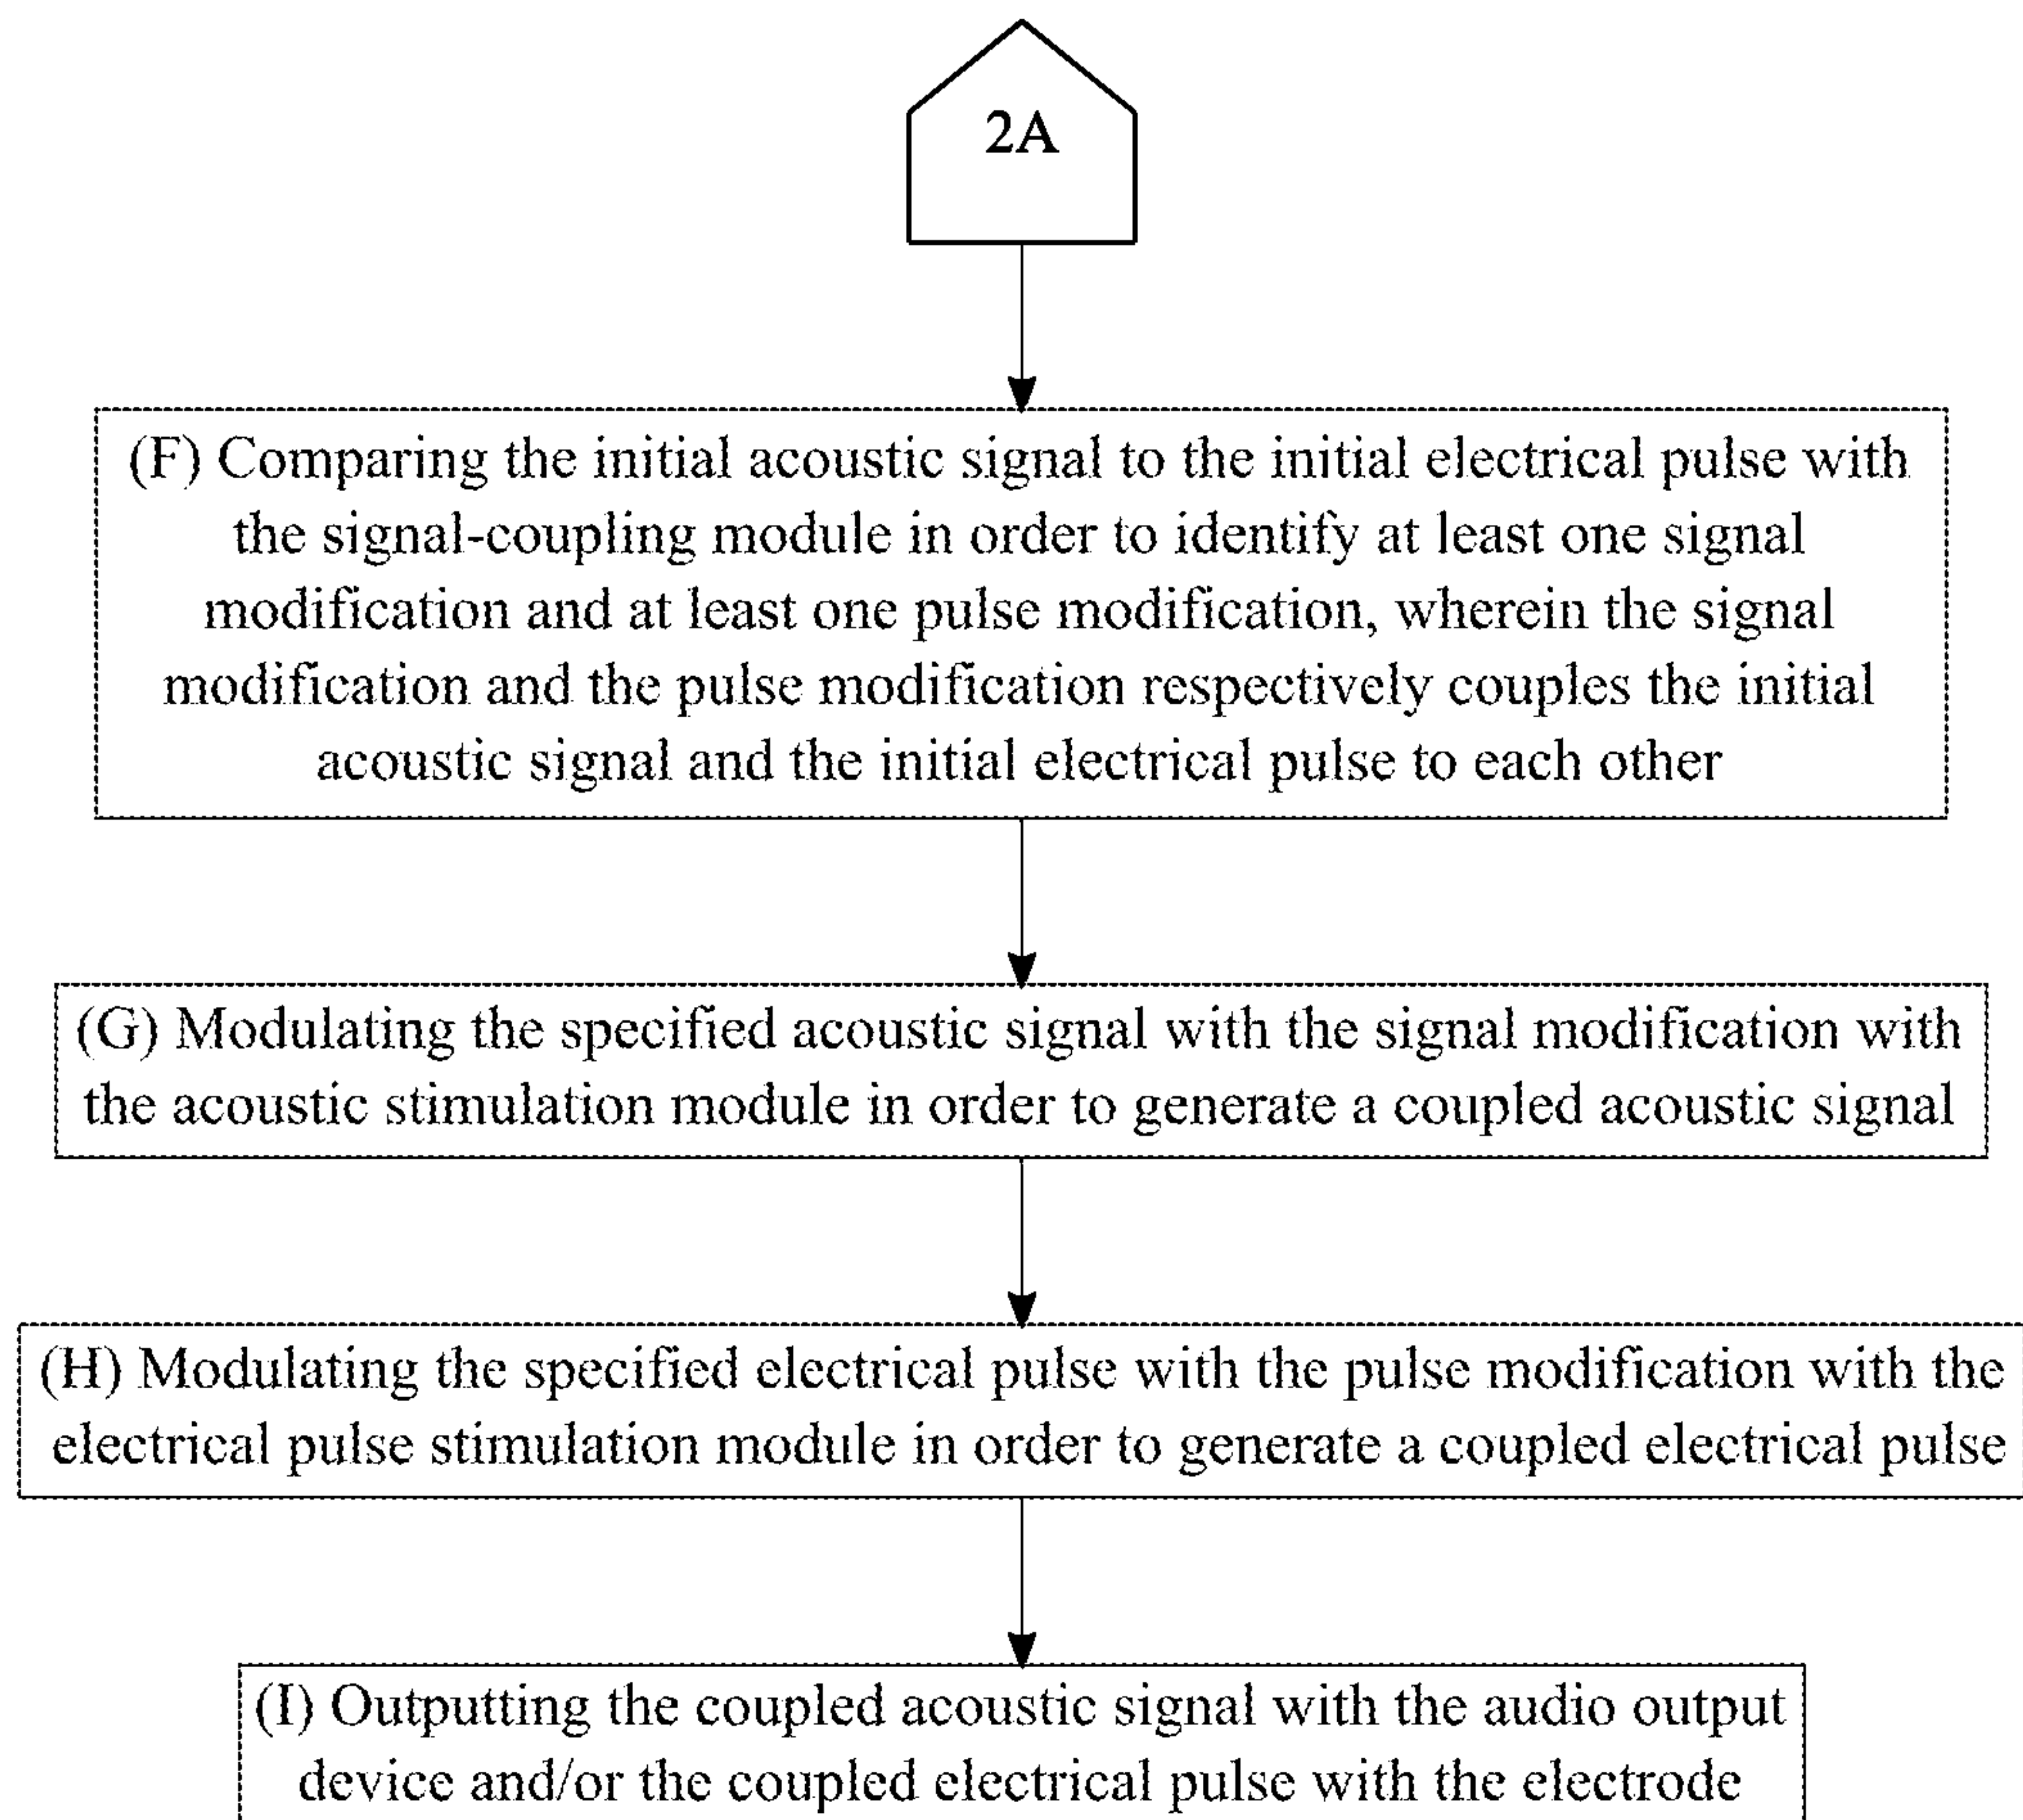 2A
(F) Comparing the initial acoustic signal to the initial electrical pulse with
the signal-coupling module in order to identify at least one signal
modification and at least one pulse modification, wherein the signal
modification and the pulse modification respectively couples the initial
acoustic signal and the initial electrical pulse to each other
(G) Modulating the specified acoustic signal with the signal modification with
the acoustic stimulation module in order to generate a coupled acoustic signal
(H) Modulating the specified electrical pulse with the pulse modification with the
electrical pulse stimulation module in order to generate a coupled electrical pulse
(I) Outputting the coupled acoustic signal with the audio output
device and/or the coupled electrical pulse with the electrode